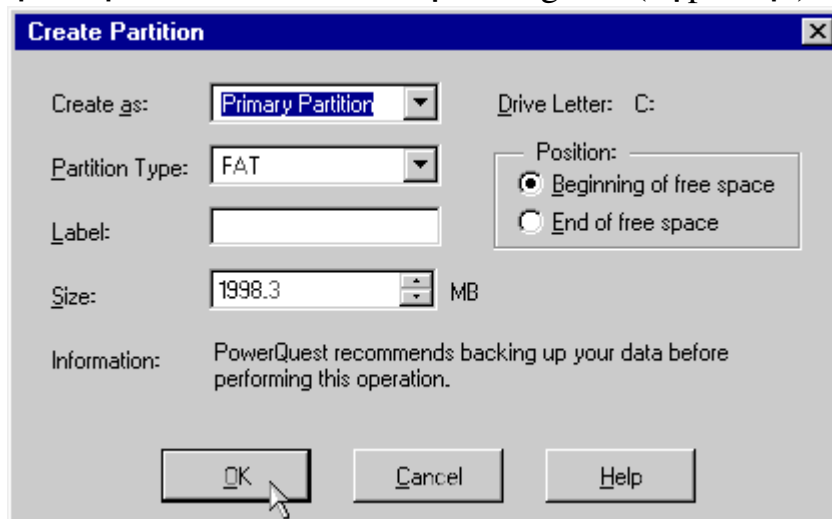 Create Partition
Create as: Primary Partition Drive Letter: C:
Partition Type: FAT Position:
Beginning of free space
Label: End of free space
Size: 1998.3 MB
Information: PowerQuest recommends backing up your data before
performing this operation.
OK Cancel Help